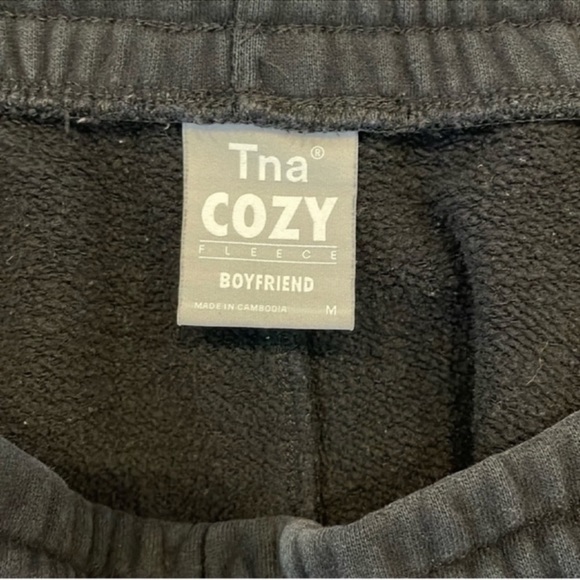 Tna®
COZY
FLEECE
BOYFRIEND
MADE IN CAMBODIA M